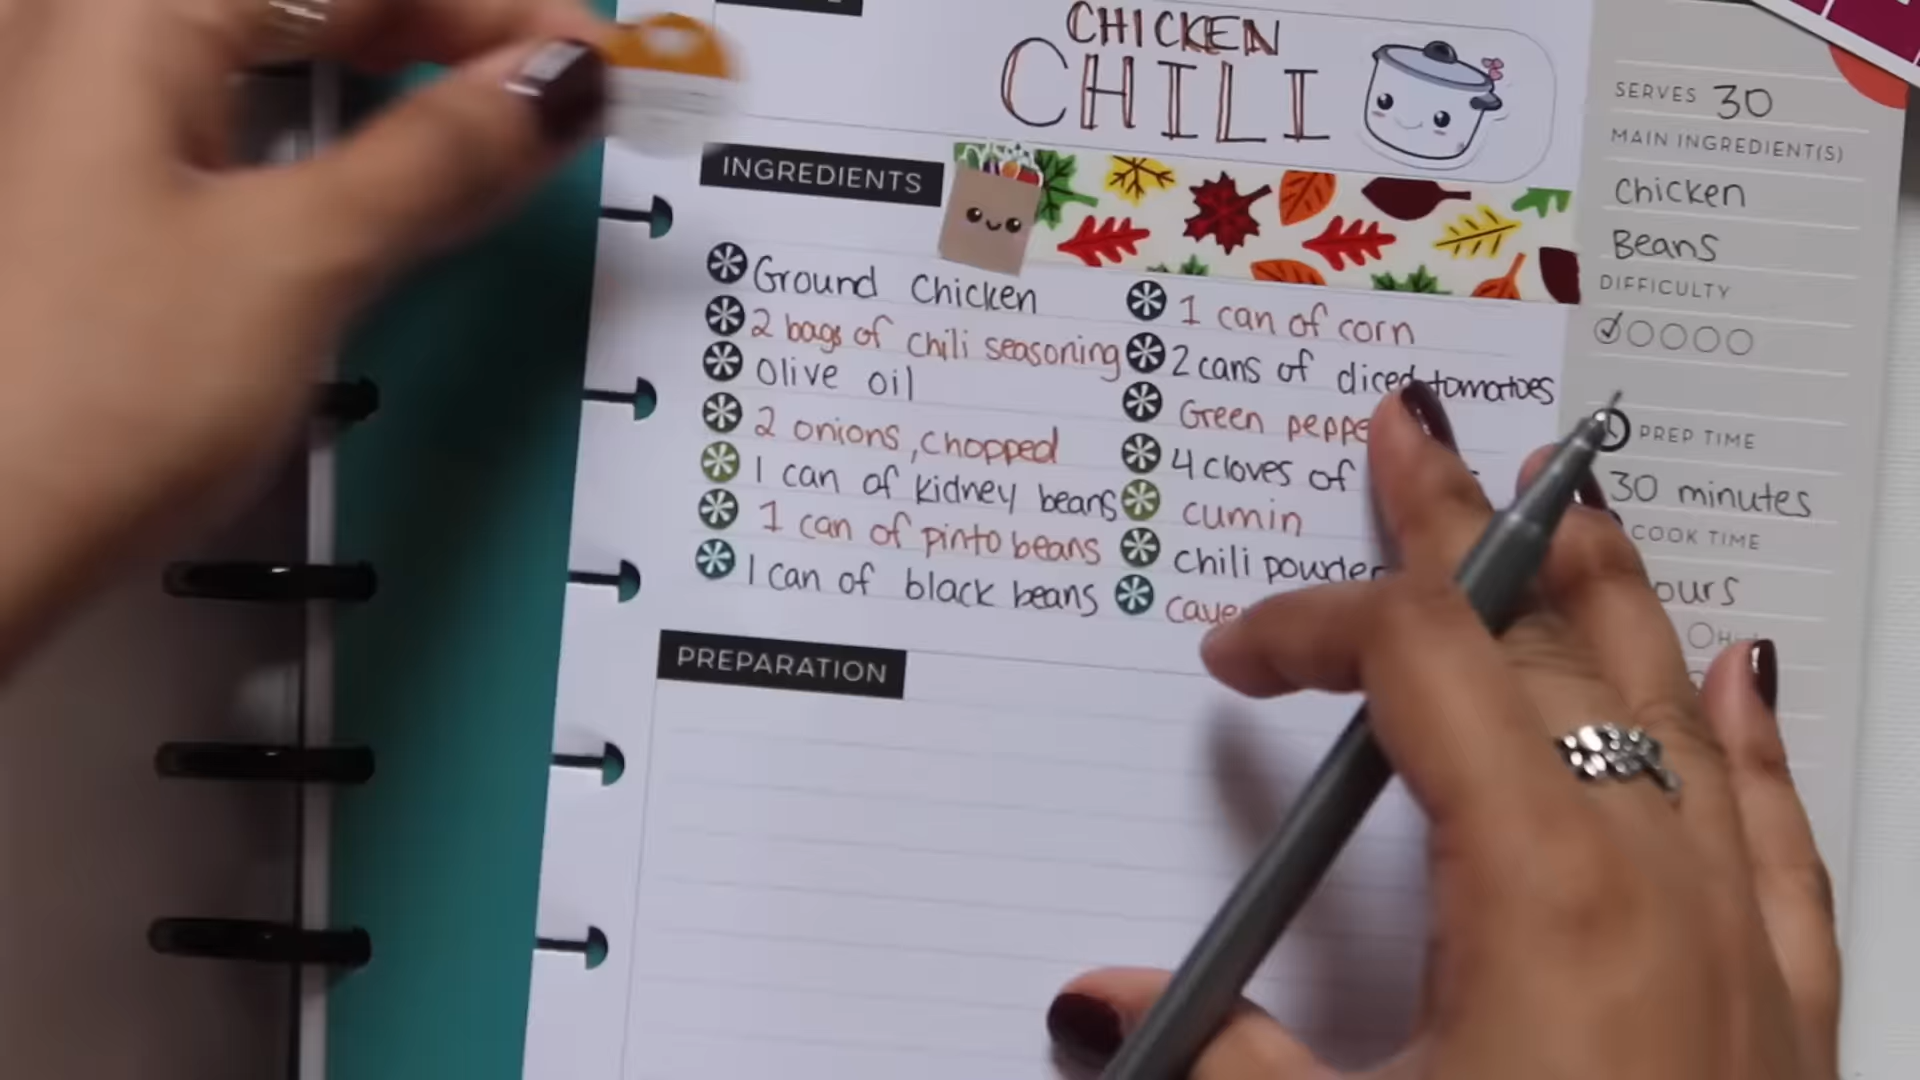 CHICKEN
CHILI
INGREDIENTS
Ground Chicken
2 bags of chili seasoning
Olive oil
2 onions, chopped
1 can of kidney beans
1 can of pinto beans
1 can of black beans
1 can of corn
2 cans of diced tomatoes
Green
4 cloves of
cumin
chili powder
PREPARATION
SERVES 30
MAIN INGREDIENT(S)
Chicken
Beans
DIFFICULTY
PREP TIME
30 minutes
COOK TIME